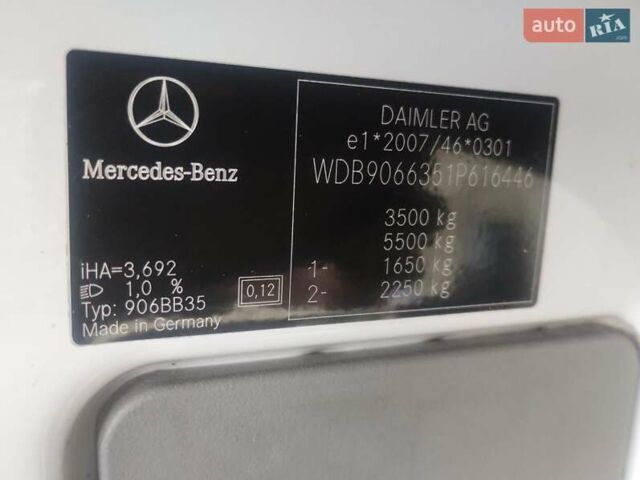 auto RIA .com
Mercedes-Benz
iHA=3,692
1,0 %
Typ: 906BB35
Made in Germany
0,12
DAIMLER AG
e1*2007/46*0301
WDB9066351P616446
3500 kg
5500 kg
1- 1650 kg
2- 2250 kg